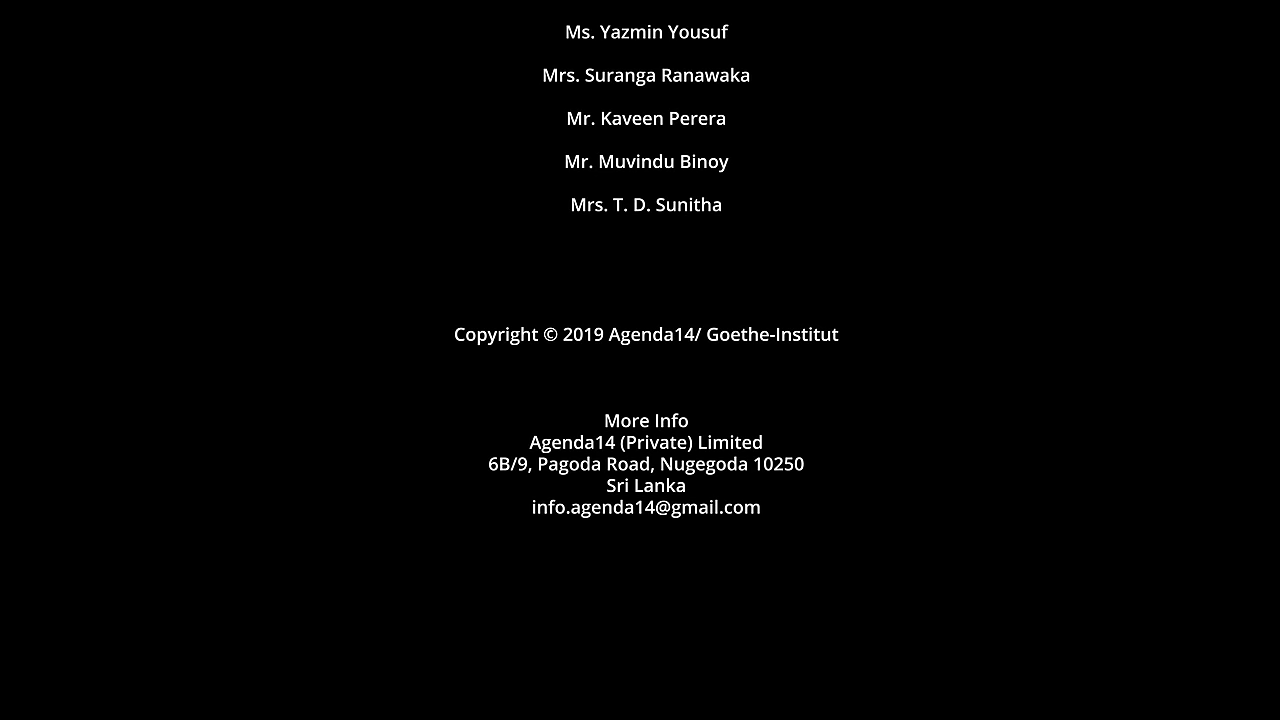 Ms. Yazmin Yousuf
Mrs. Suranga Ranawaka
Mr. Kaveen Perera
Mr. Muvindu Binoy
Mrs. T. D. Sunitha
Copyright © 2019 Agenda14/ Goethe-Institut
More Info
Agenda14 (Private) Limited
6B/9, Pagoda Road, Nugegoda 10250
Sri Lanka
info.agenda14@gmail.com